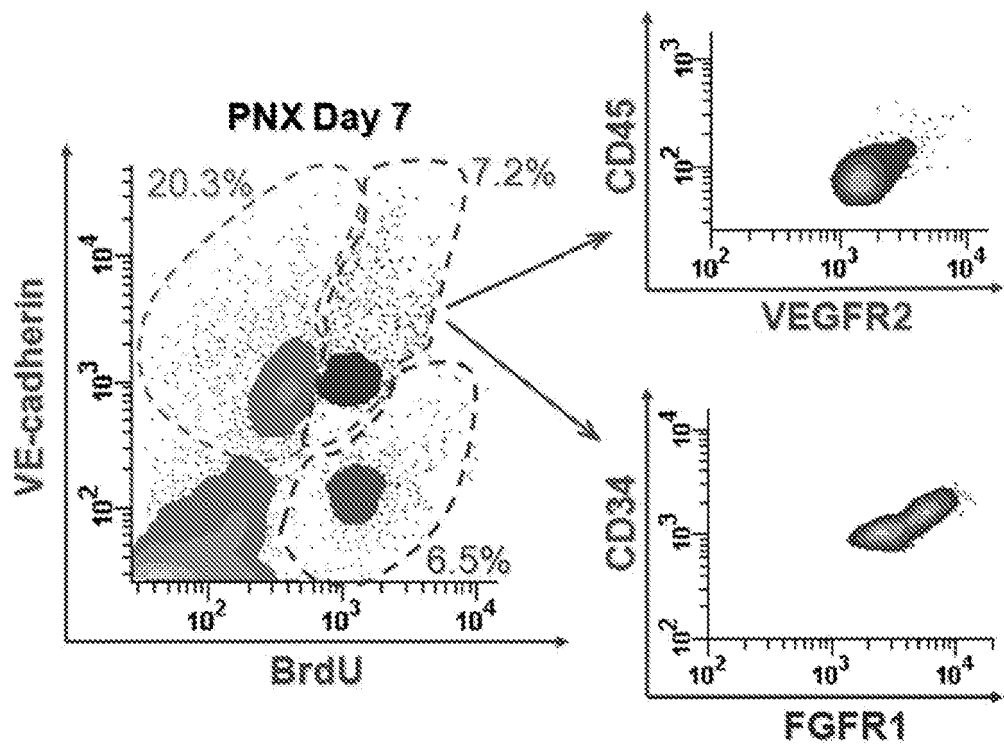 PNX Day 7
20.3%
7.2%
6.5%
VE-cadherin
10⁴
10³
10²
10² 10³ 10⁴
BrdU
CD45
10³
10²
10² 10³ 10⁴
VEGFR2
CD34
10⁴
10³
10²
10² 10³ 10⁴
FGFR1